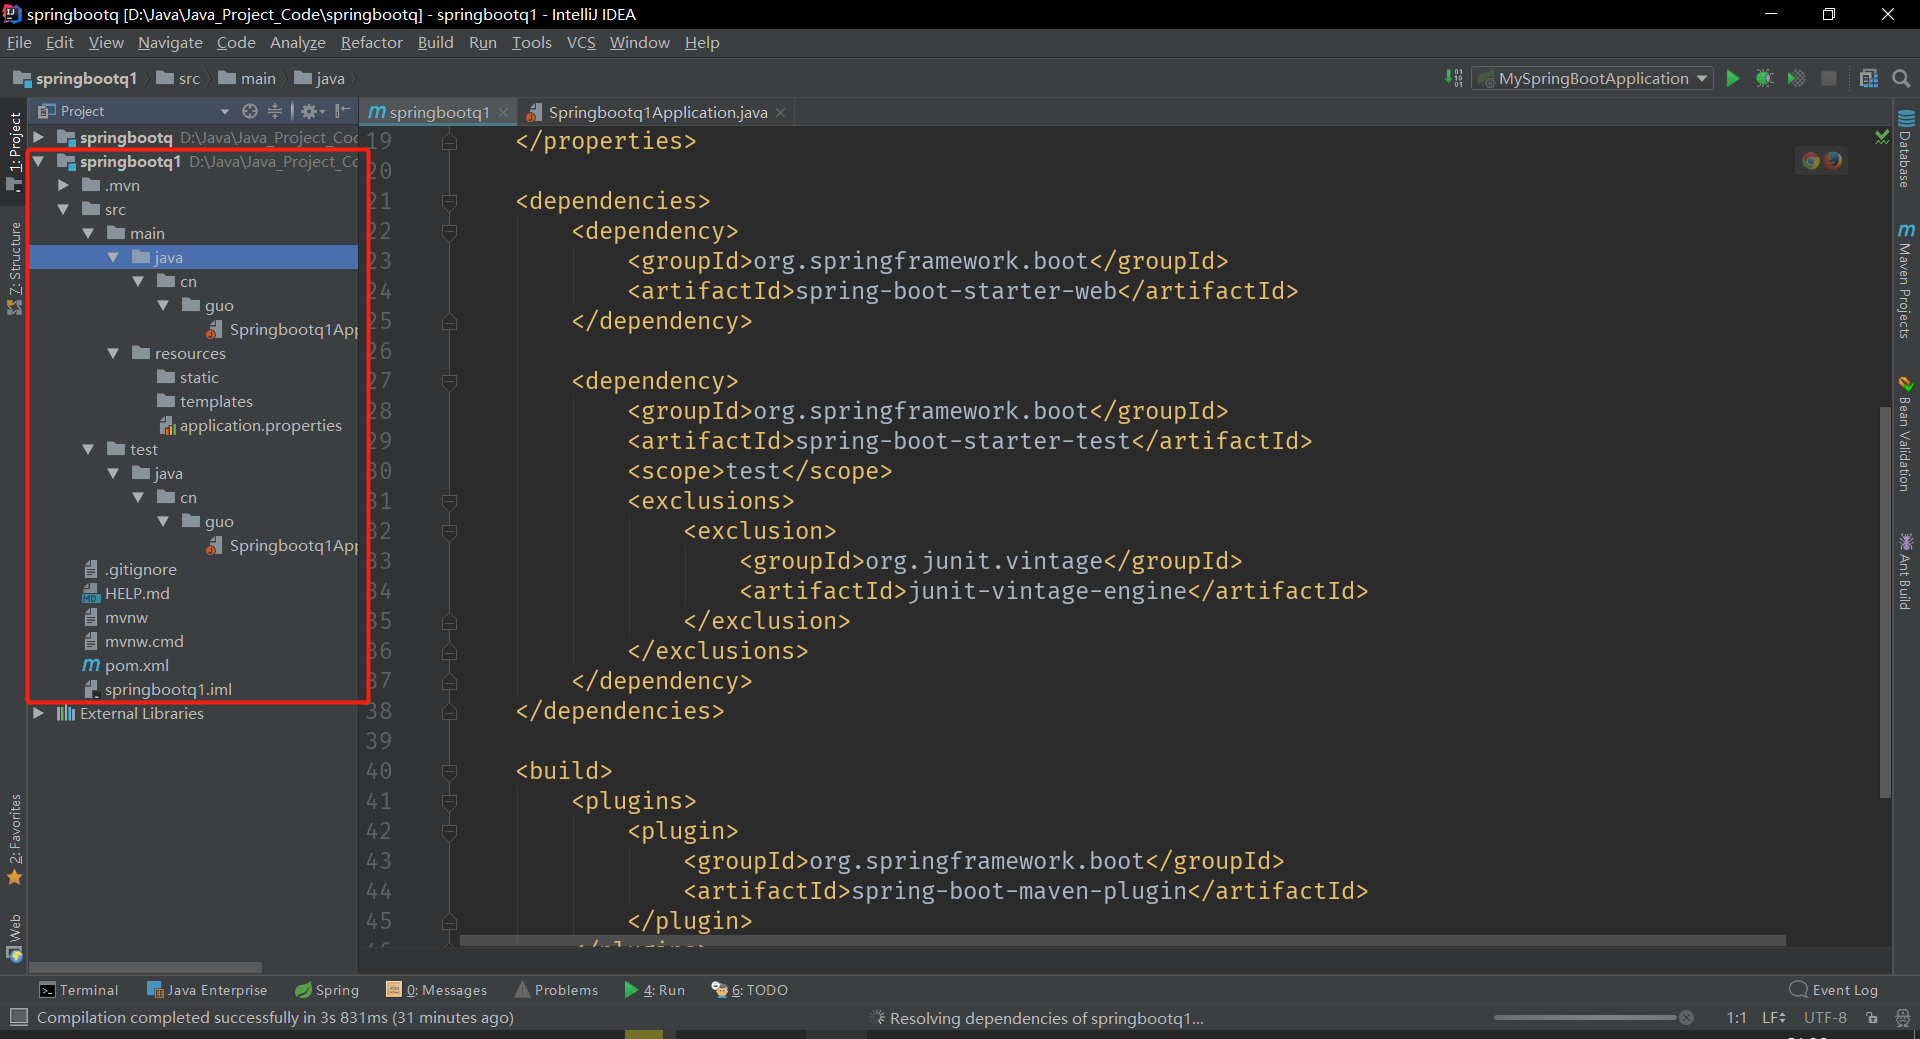 springbootq [D:\Java\Java_Project_Code\springbootq] - springbootq1 - IntelliJ IDEA
File Edit View Navigate Code Analyze Refactor Build Run Tools VCS Window Help
springbootq1 src main java
MySpringBootApplication
Project
springbootq1
Springbootq1Application.java
springbootq D:\Java\Java_Project_Coc
springbootq1 D:\Java\Java_Project_Cc
.mvn
src
main
java
cn
guo
Springbootq1App
resources
static
templates
application.properties
test
java
cn
guo
Springbootq1App
.gitignore
HELP.md
mvnw
mvnw.cmd
pom.xml
springbootq1.iml
External Libraries
19 </properties>
20
21 <dependencies>
22 <dependency>
23 <groupId>org.springframework.boot</groupId>
24 <artifactId>spring-boot-starter-web</artifactId>
25 </dependency>
26
27 <dependency>
28 <groupId>org.springframework.boot</groupId>
29 <artifactId>spring-boot-starter-test</artifactId>
30 <scope>test</scope>
31 <exclusions>
32 <exclusion>
33 <groupId>org.junit.vintage</groupId>
34 <artifactId>junit-vintage-engine</artifactId>
35 </exclusion>
36 </exclusions>
37 </dependency>
38 </dependencies>
39
40 <build>
41 <plugins>
42 <plugin>
43 <groupId>org.springframework.boot</groupId>
44 <artifactId>spring-boot-maven-plugin</artifactId>
45 </plugin>
1: Project
Z: Structure
2: Favorites
Web
Database
Maven Projects
Bean Validation
Ant Build
Terminal Java Enterprise Spring 0: Messages Problems 4: Run 6: TODO Event Log
Compilation completed successfully in 3s 831ms (31 minutes ago) Resolving dependencies of springbootq1... 1:1 LF UTF-8